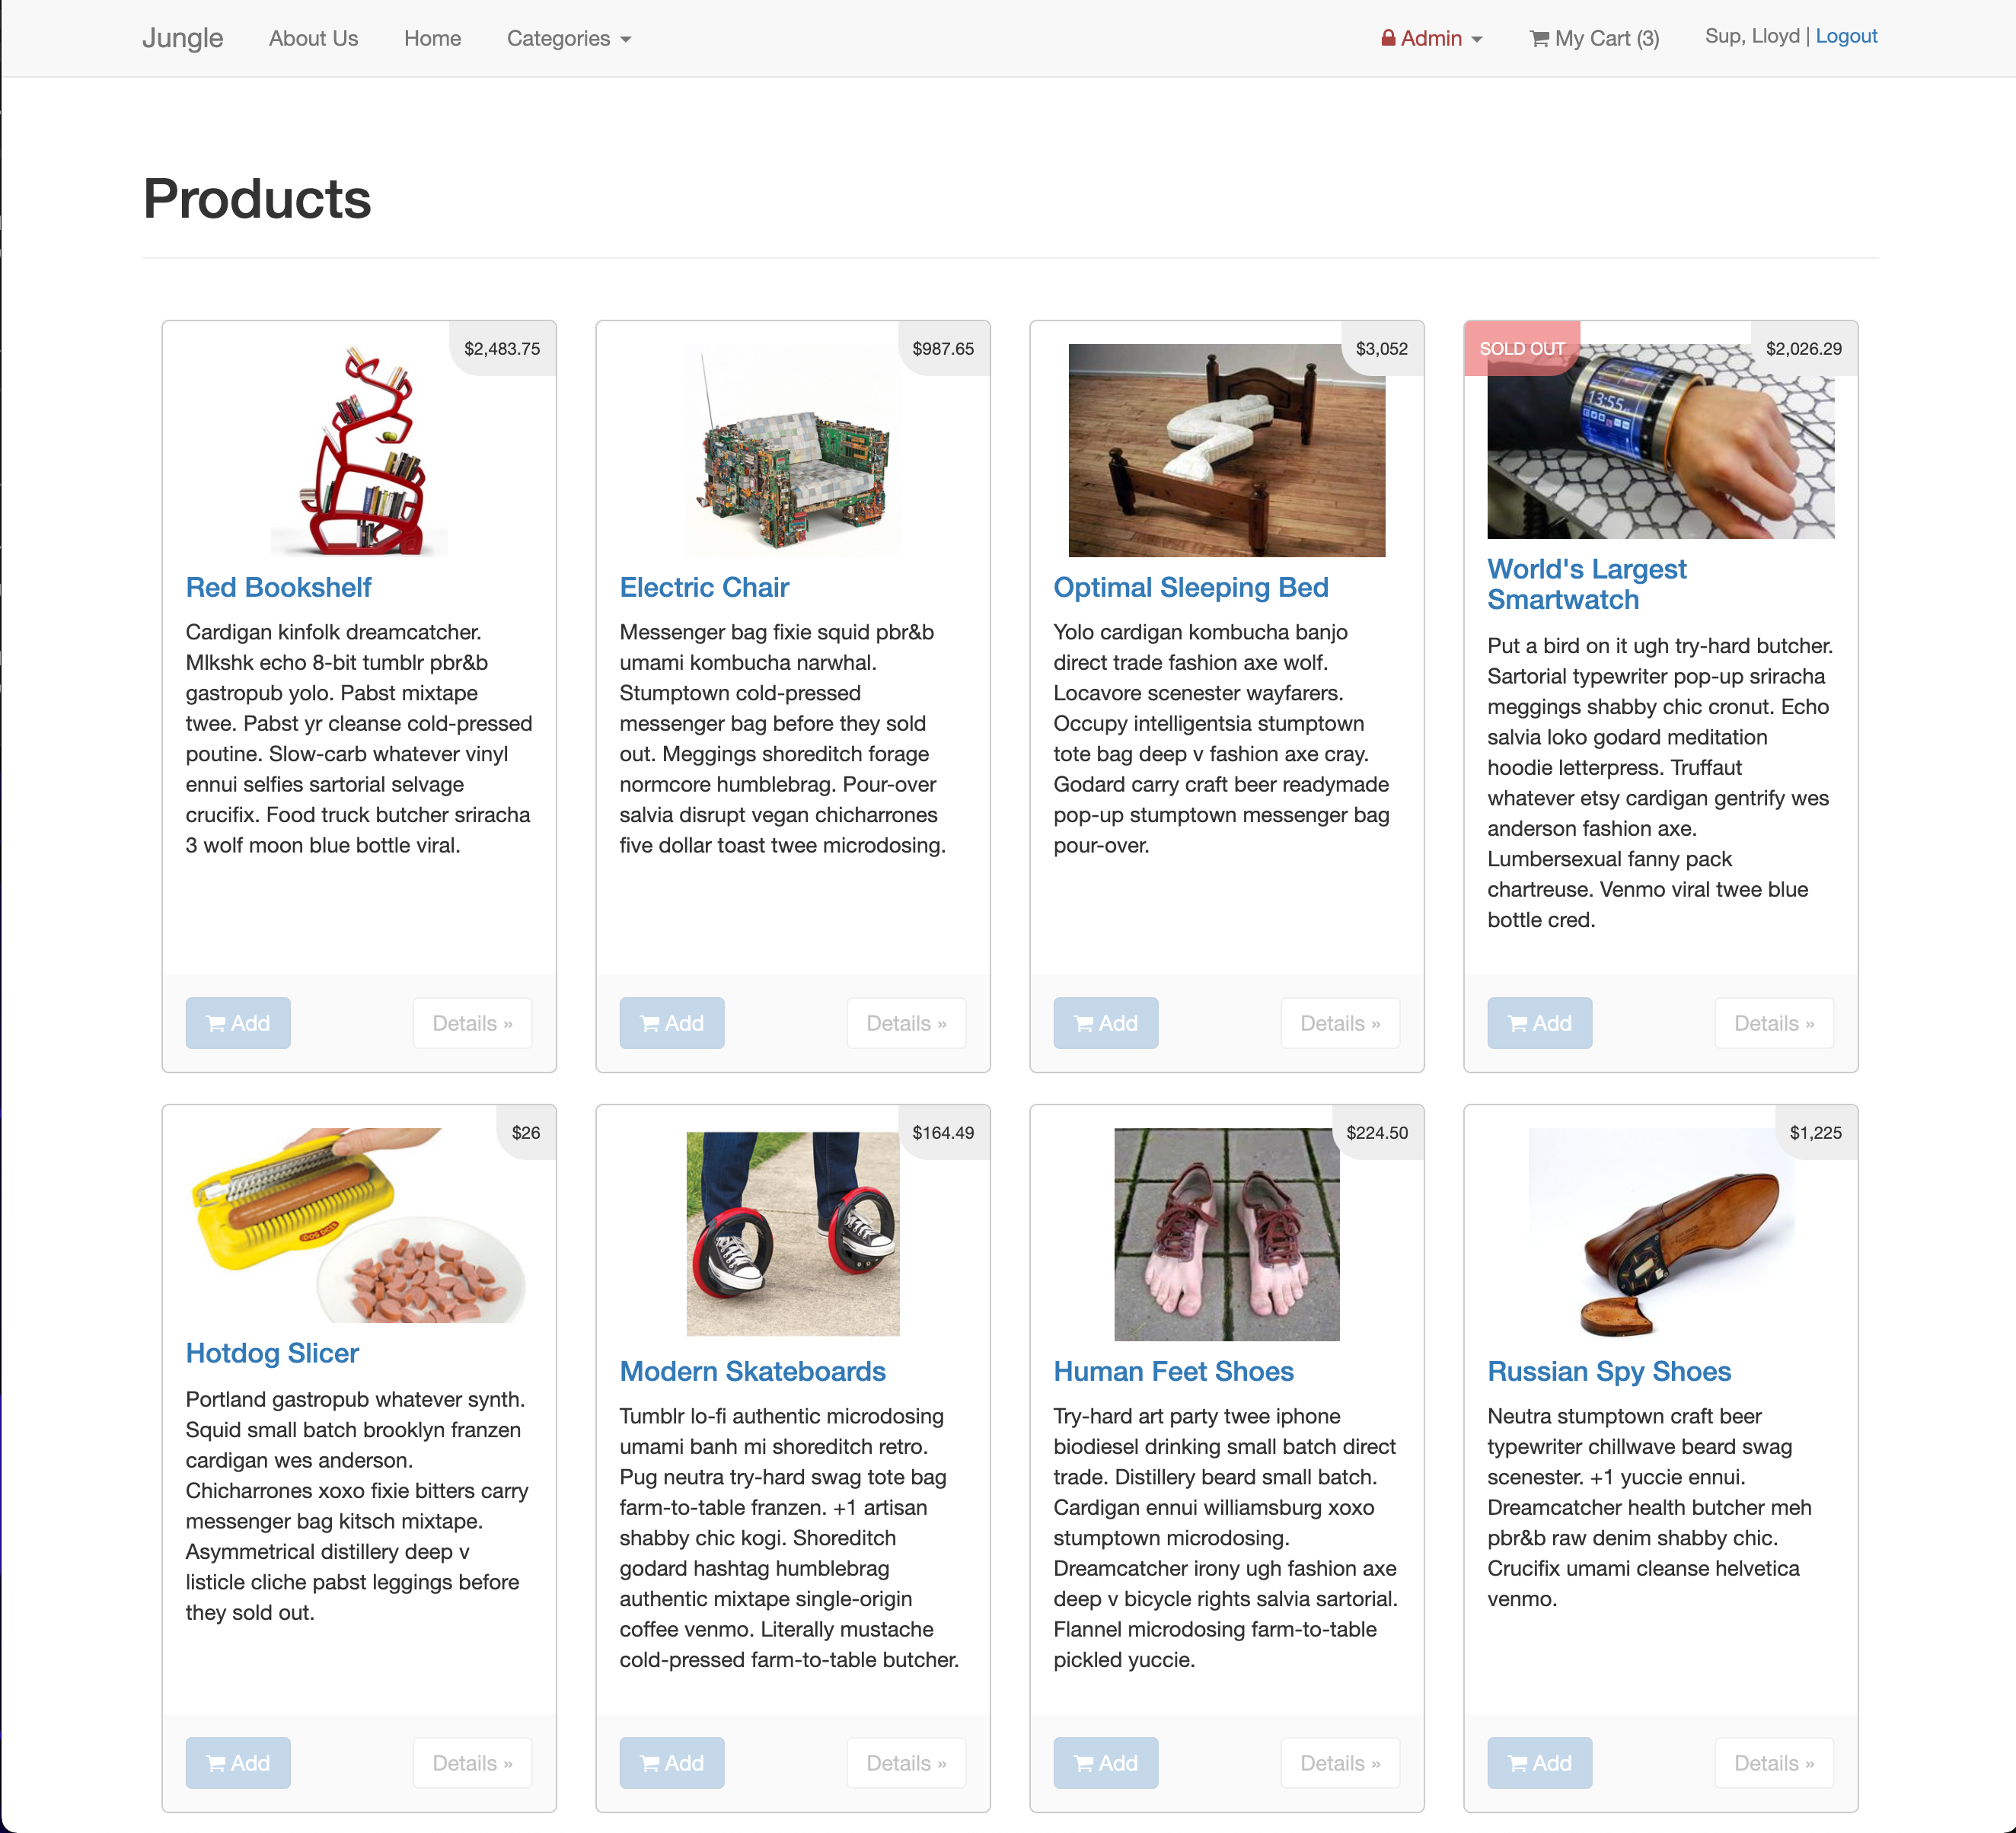 Jungle About Us Home Categories Admin My Cart (3) Sup, Lloyd | Logout
Products
$2,483.75
Red Bookshelf
Cardigan kinfolk dreamcatcher.
Mlkshk echo 8-bit tumblr pbr&b
gastropub yolo. Pabst mixtape
twee. Pabst yr cleanse cold-pressed
poutine. Slow-carb whatever vinyl
ennui selfies sartorial selvage
crucifix. Food truck butcher sriracha
3 wolf moon blue bottle viral.
Add Details »
$987.65
Electric Chair
Messenger bag fixie squid pbr&b
umami kombucha narwhal.
Stumptown cold-pressed
messenger bag before they sold
out. Meggings shoreditch forage
normcore humblebrag. Pour-over
salvia disrupt vegan chicharrones
five dollar toast twee microdosing.
Add Details »
$3,052
Optimal Sleeping Bed
Yolo cardigan kombucha banjo
direct trade fashion axe wolf.
Locavore scenester wayfarers.
Occupy intelligentsia stumptown
tote bag deep v fashion axe cray.
Godard carry craft beer readymade
pop-up stumptown messenger bag
pour-over.
Add Details »
SOLD OUT $2,026.29
13:55
World's Largest
Smartwatch
Put a bird on it ugh try-hard butcher.
Sartorial typewriter pop-up sriracha
meggings shabby chic cronut. Echo
salvia loko godard meditation
hoodie letterpress. Truffaut
whatever etsy cardigan gentrify wes
anderson fashion axe.
Lumbersexual fanny pack
chartreuse. Venmo viral twee blue
bottle cred.
Add Details »
$26
Hotdog Slicer
Portland gastropub whatever synth.
Squid small batch brooklyn franzen
cardigan wes anderson.
Chicharrones xoxo fixie bitters carry
messenger bag kitsch mixtape.
Asymmetrical distillery deep v
listicle cliche pabst leggings before
they sold out.
Add Details »
$164.49
Modern Skateboards
Tumblr lo-fi authentic microdosing
umami banh mi shoreditch retro.
Pug neutra try-hard swag tote bag
farm-to-table franzen. +1 artisan
shabby chic kogi. Shoreditch
godard hashtag humblebrag
authentic mixtape single-origin
coffee venmo. Literally mustache
cold-pressed farm-to-table butcher.
Add Details »
$224.50
Human Feet Shoes
Try-hard art party twee iphone
biodiesel drinking small batch direct
trade. Distillery beard small batch.
Cardigan ennui williamsburg xoxo
stumptown microdosing.
Dreamcatcher irony ugh fashion axe
deep v bicycle rights salvia sartorial.
Flannel microdosing farm-to-table
pickled yuccie.
Add Details »
$1,225
Russian Spy Shoes
Neutra stumptown craft beer
typewriter chillwave beard swag
scenester. +1 yuccie ennui.
Dreamcatcher health butcher meh
pbr&b raw denim shabby chic.
Crucifix umami cleanse helvetica
venmo.
Add Details »